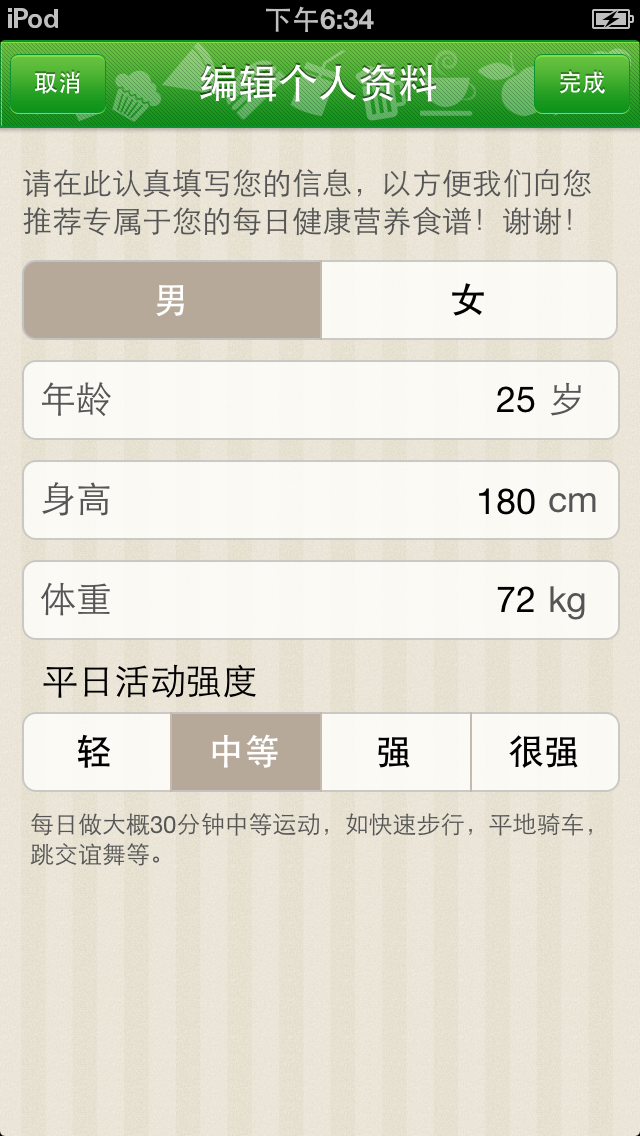 iPod 下午6:34
取消 编辑个人资料 完成
请在此认真填写您的信息，以方便我们向您
推荐专属于您的每日健康营养食谱！谢谢！
男 女
年龄 25 岁
身高 180 cm
体重 72 kg
平日活动强度
轻 中等 强 很强
每日做大概30分钟中等运动，如快速步行，平地骑车，
跳交谊舞等。